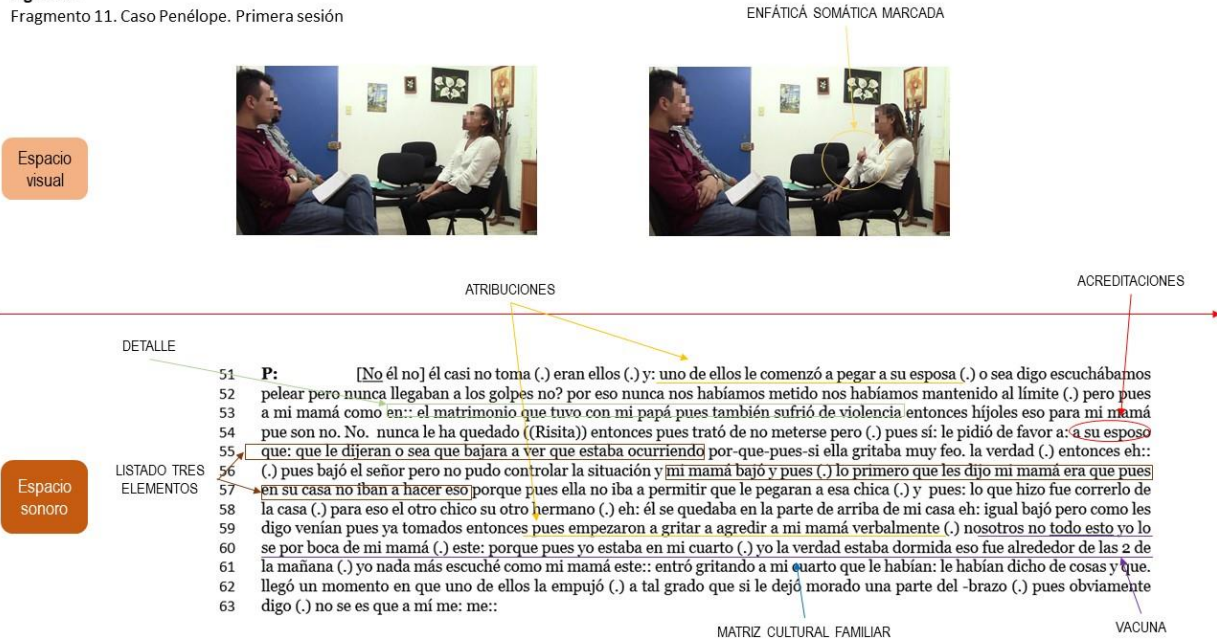 Fragmento 11. Caso Penélope. Primera sesión
ENFÁTICÁ SOMÁTICA MARCADA
Espacio
visual
ATRIBUCIONES
ACREDITACIONES
DETALLE
51 P: [No él no] él casi no toma (.) eran ellos (.) y: uno de ellos le comenzó a pegar a su esposa (.) o sea digo escuchábamos
52 pelear pero nunca llegaban a los golpes no? por eso nunca nos habíamos metido nos habíamos mantenido al límite (.) pero pues
53 a mi mamá como en:: el matrimonio que tuvo con mi papá pues también sufrió de violencia entonces híjoles eso para mi mamá
54 pue son no. No. nunca le ha quedado ((Risita)) entonces pues trató de no meterse pero (.) pues sí: le pidió de favor a: a su esposo
55 que: que le dijeran o sea que bajara a ver que estaba ocurriendo por-que-pues-si ella gritaba muy feo. la verdad (.) entonces eh::
LISTADO TRES
ELEMENTOS
56 (.) pues bajó el señor pero no pudo controlar la situación y mi mamá bajó y pues (.) lo primero que les dijo mi mamá era que pues
Espacio
sonoro
57 en su casa no iban a hacer eso porque pues ella no iba a permitir que le pegaran a esa chica (.) y pues: lo que hizo fue correrlo de
58 la casa (.) para eso el otro chico su otro hermano (.) eh: él se quedaba en la parte de arriba de mi casa eh: igual bajó pero como les
59 digo venían pues ya tomados entonces pues empezaron a gritar a agredir a mi mamá verbalmente (.) nosotros no todo esto yo lo
60 se por boca de mi mamá (.) este: porque pues yo estaba en mi cuarto (.) yo la verdad estaba dormida eso fue alrededor de las 2 de
61 la mañana (.) yo nada más escuché como mi mamá este:: entró gritando a mi cuarto que le habían: le habían dicho de cosas y que.
62 llegó un momento en que uno de ellos la empujó (.) a tal grado que si le dejó morado una parte del -brazo (.) pues obviamente
63 digo (.) no se es que a mí me: me::
MATRIZ CULTURAL FAMILIAR
VACUNA